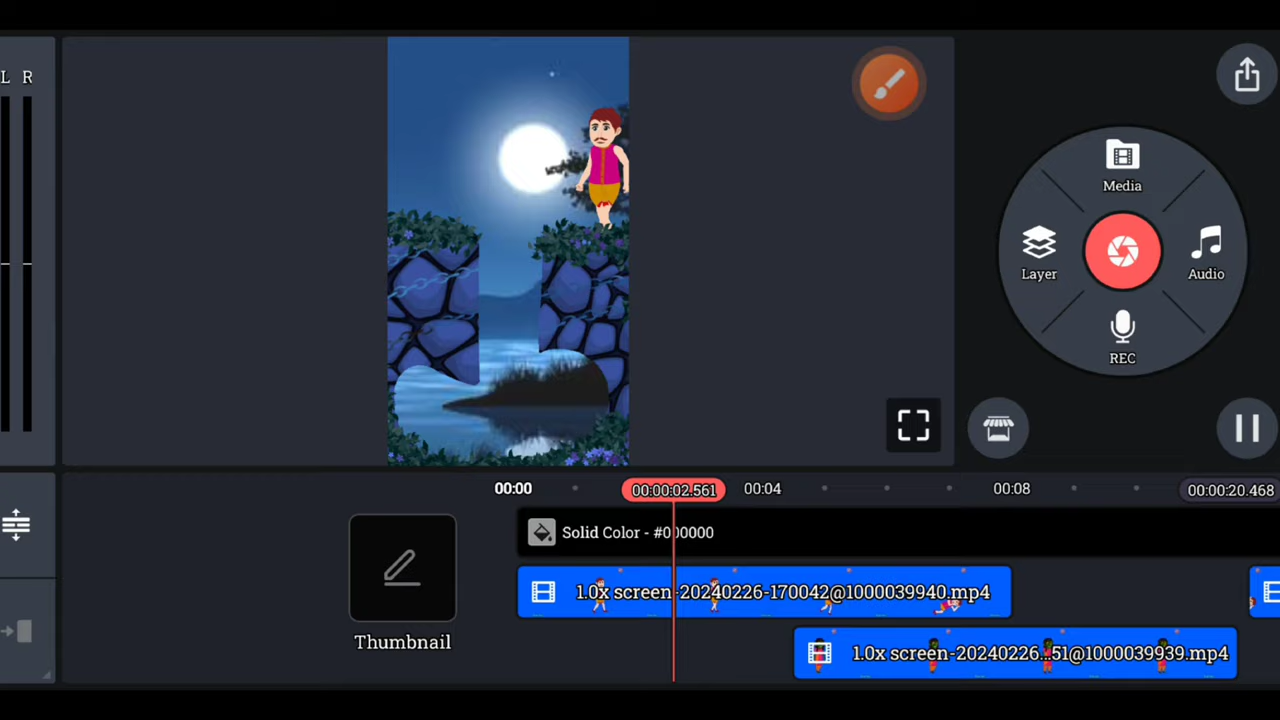 L R
Media
Layer
Audio
REC
00:00
00:00:02.561
00:04
00:08
00:00:20.468
Solid Color - #000000
1.0x screen-20240226-170042@1000039940.mp4
Thumbnail
1.0x screen-20240226...51@1000039939.mp4